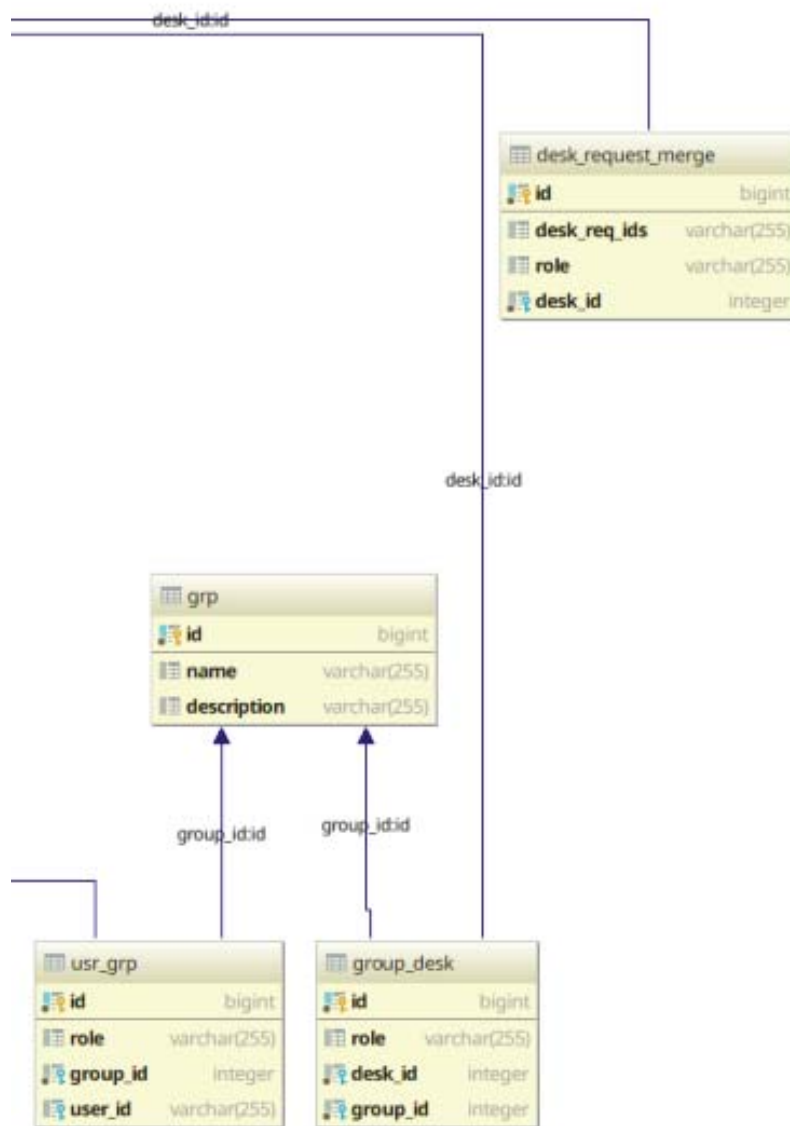 desk_id:id
desk_request_merge
id bigint
desk_req_ids varchar(255)
role varchar(255)
desk_id integer
desk_id:id
grp
id bigint
name varchar(255)
description varchar(255)
group_id:id
group_id:id
usr_grp
id bigint
role varchar(255)
group_id integer
user_id varchar(255)
group_desk
id bigint
role varchar(255)
desk_id integer
group_id integer